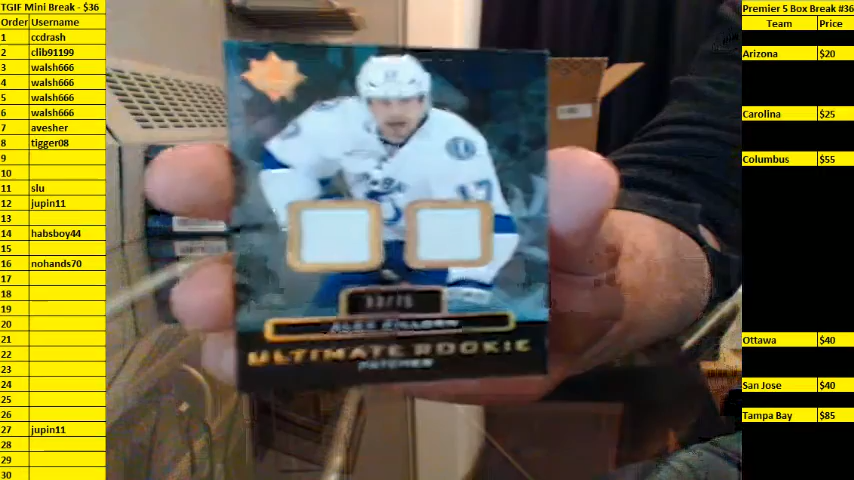 TGIF Mini Break - $36
Order Username
1 ccdrash
2 clib91199
3 walsh666
4 walsh666
5 walsh666
6 walsh666
7 avesher
8 tigger08
9
10
11 slu
12 jupin11
13
14 habsboy44
15
16 nohands70
17
18
19
20
21
22
23
24
25
26
27 jupin11
28
29
30
17
ULTIMATE ROOKIE
PATCHES
Premier 5 Box Break #36
Team Price
Arizona $20
Carolina $25
Columbus $55
Ottawa $40
San Jose $40
Tampa Bay $85